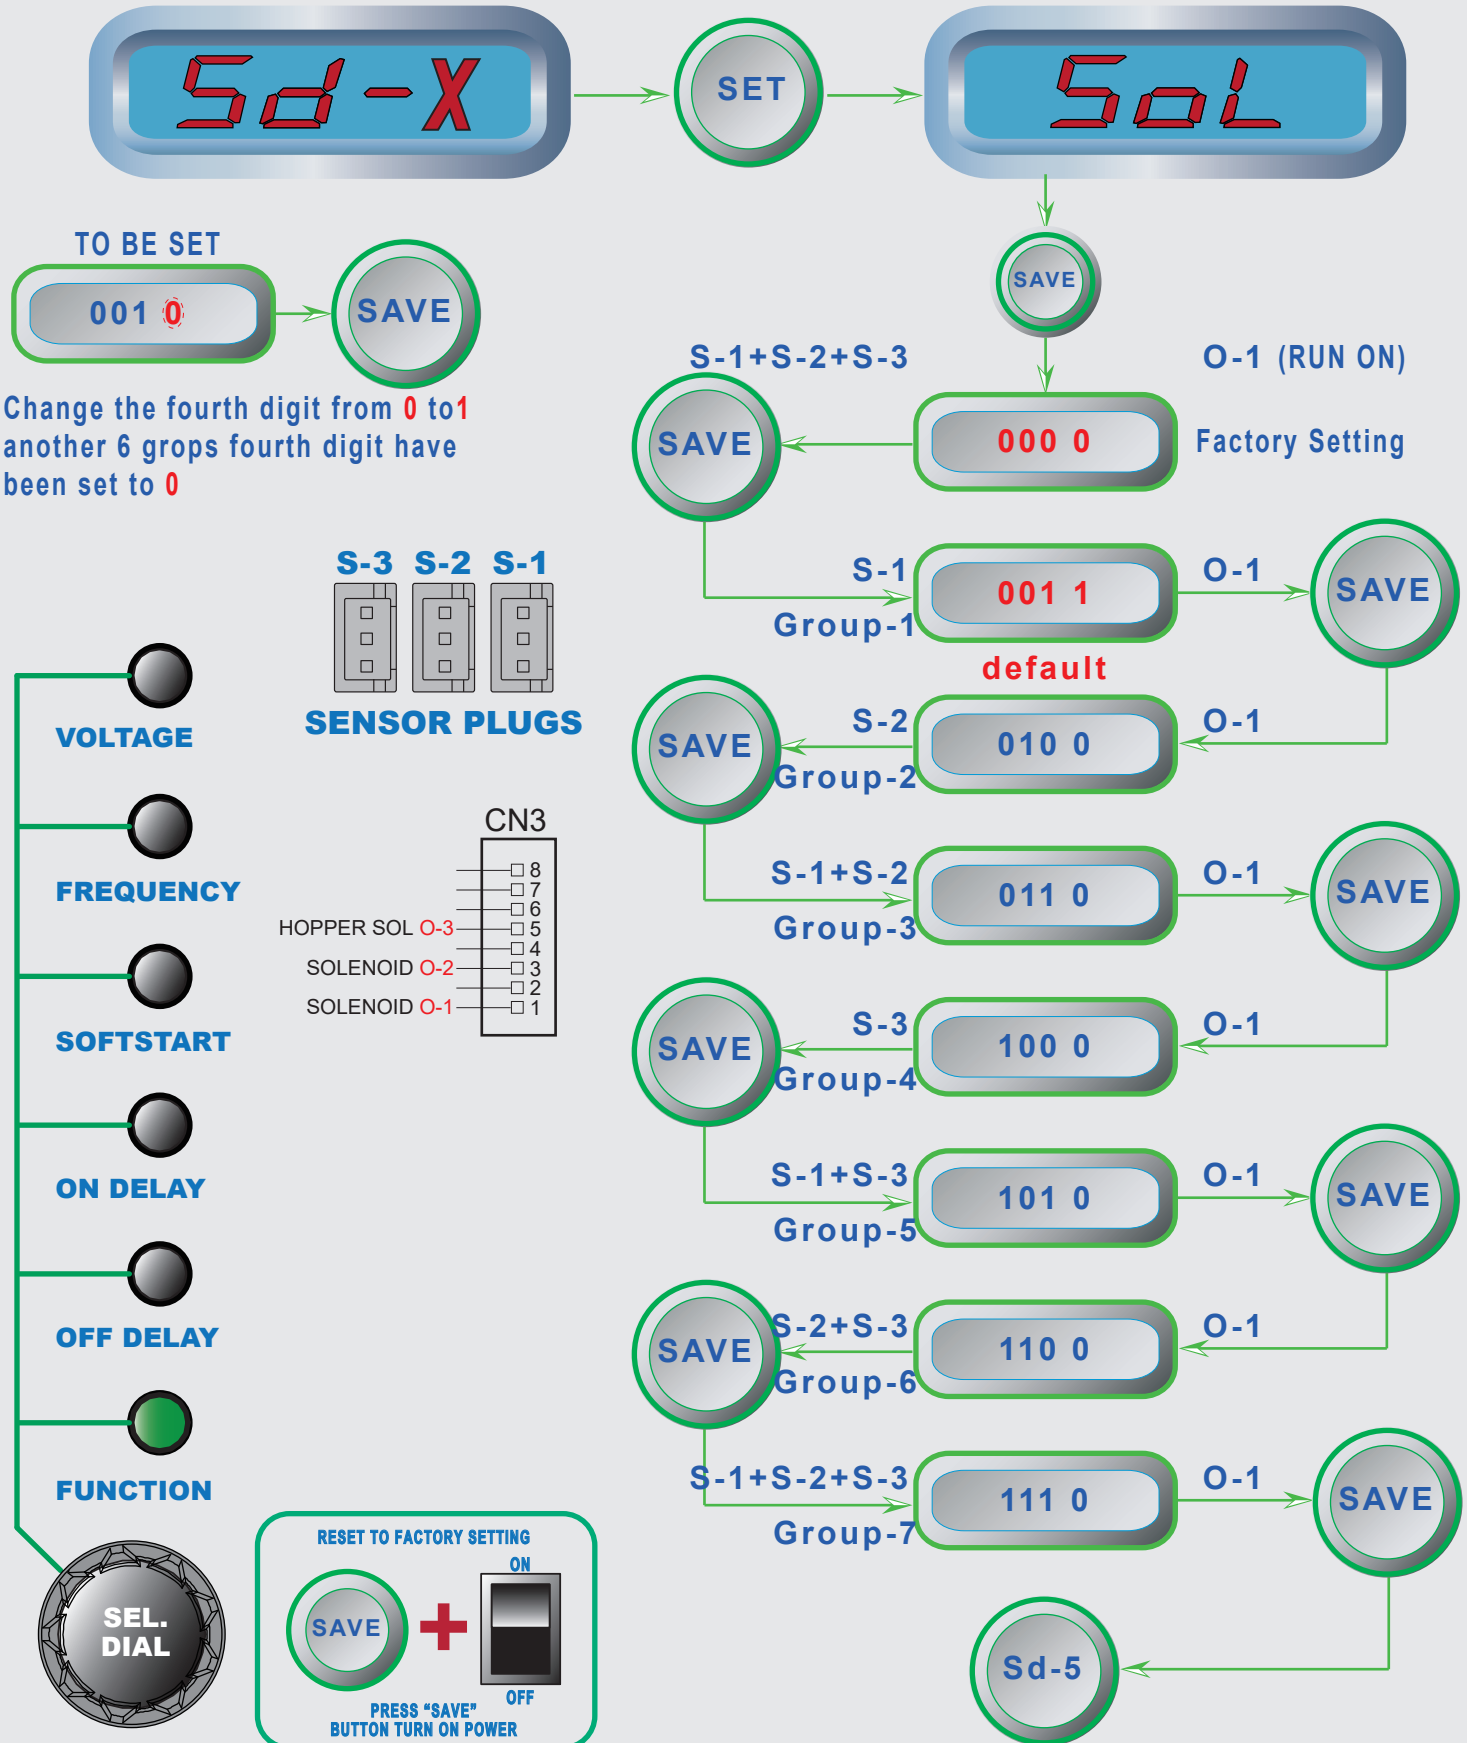 Sd-X
SET
SoL
SAVE
TO BE SET
001 0
SAVE
Change the fourth digit from 0 to1
another 6 grops fourth digit have
been set to 0
S-1+S-2+S-3
O-1 (RUN ON)
SAVE
000 0
Factory Setting
S-1
Group-1
001 1
default
O-1
SAVE
SAVE
S-2
Group-2
010 0
O-1
S-1+S-2
Group-3
011 0
O-1
SAVE
SAVE
S-3
Group-4
100 0
O-1
S-1+S-3
Group-5
101 0
O-1
SAVE
SAVE
S-2+S-3
Group-6
110 0
O-1
S-1+S-2+S-3
Group-7
111 0
O-1
SAVE
Sd-5
S-3 S-2 S-1
SENSOR PLUGS
CN3
8
7
6
HOPPER SOL O-3 5
4
SOLENOID O-2 3
2
SOLENOID O-1 1
VOLTAGE
FREQUENCY
SOFTSTART
ON DELAY
OFF DELAY
FUNCTION
SEL.
DIAL
RESET TO FACTORY SETTING
ON
SAVE
+
OFF
PRESS “SAVE”
BUTTON TURN ON POWER